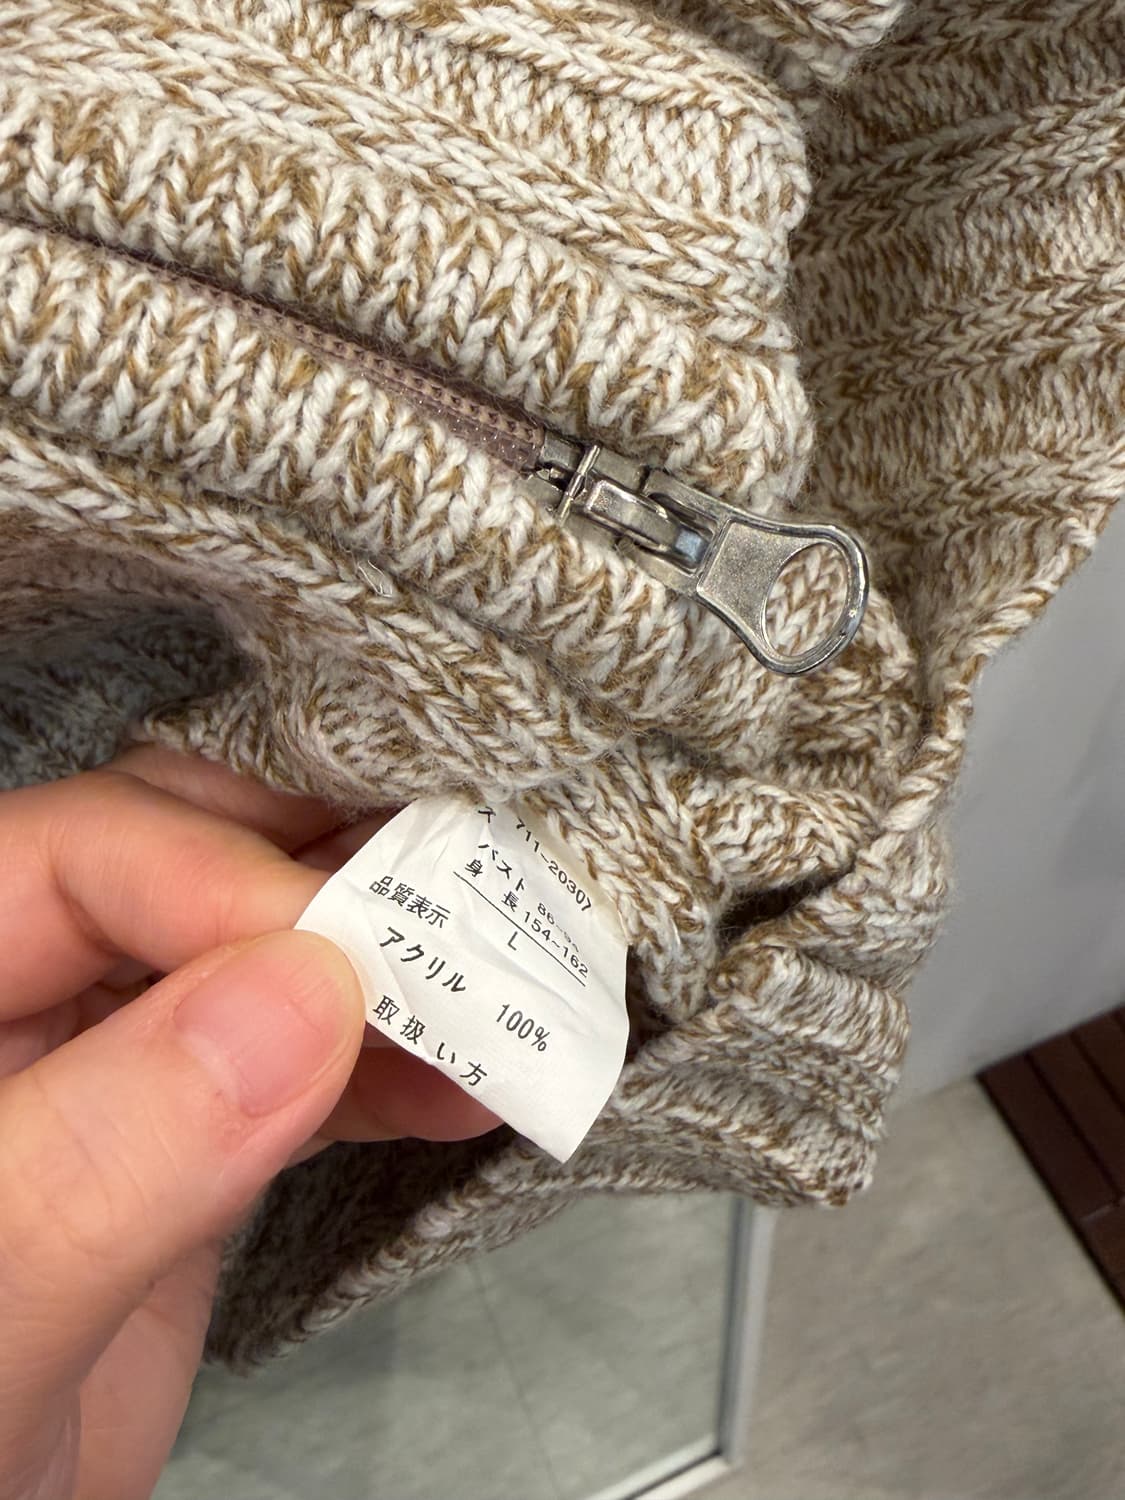 ズ 711-20307
バスト 86~94
身 長 154~162
L
品質表示
アクリル 100%
取扱い方